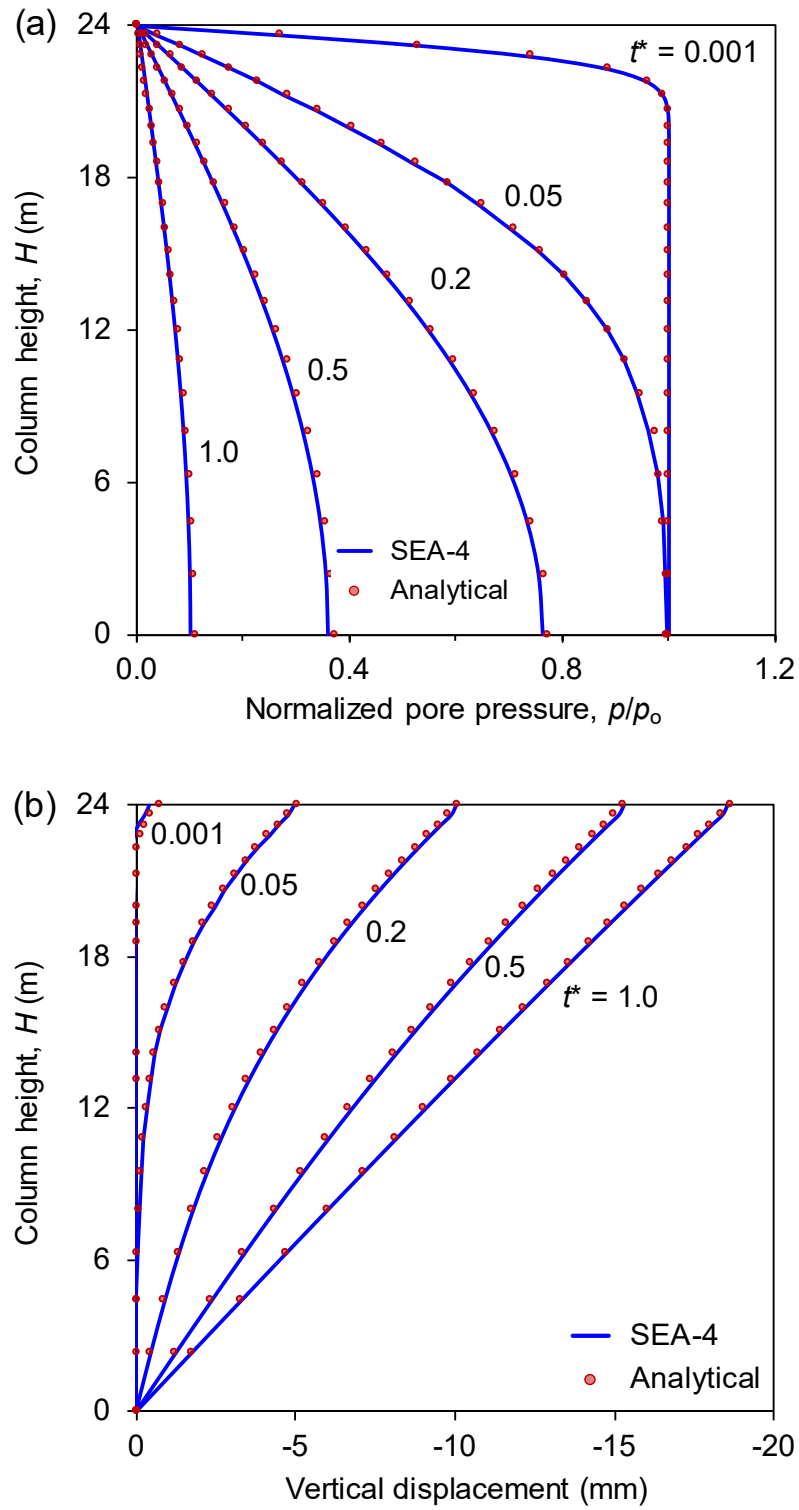 (a)
24
18
12
6
0
Column height, H (m)
t* = 0.001
0.05
0.2
0.5
1.0
SEA-4
Analytical
0.0 0.4 0.8 1.2
Normalized pore pressure, p/pₒ
(b)
24
18
12
6
0
Column height, H (m)
0.001
0.05
0.2
0.5
t* = 1.0
SEA-4
Analytical
0 -5 -10 -15 -20
Vertical displacement (mm)